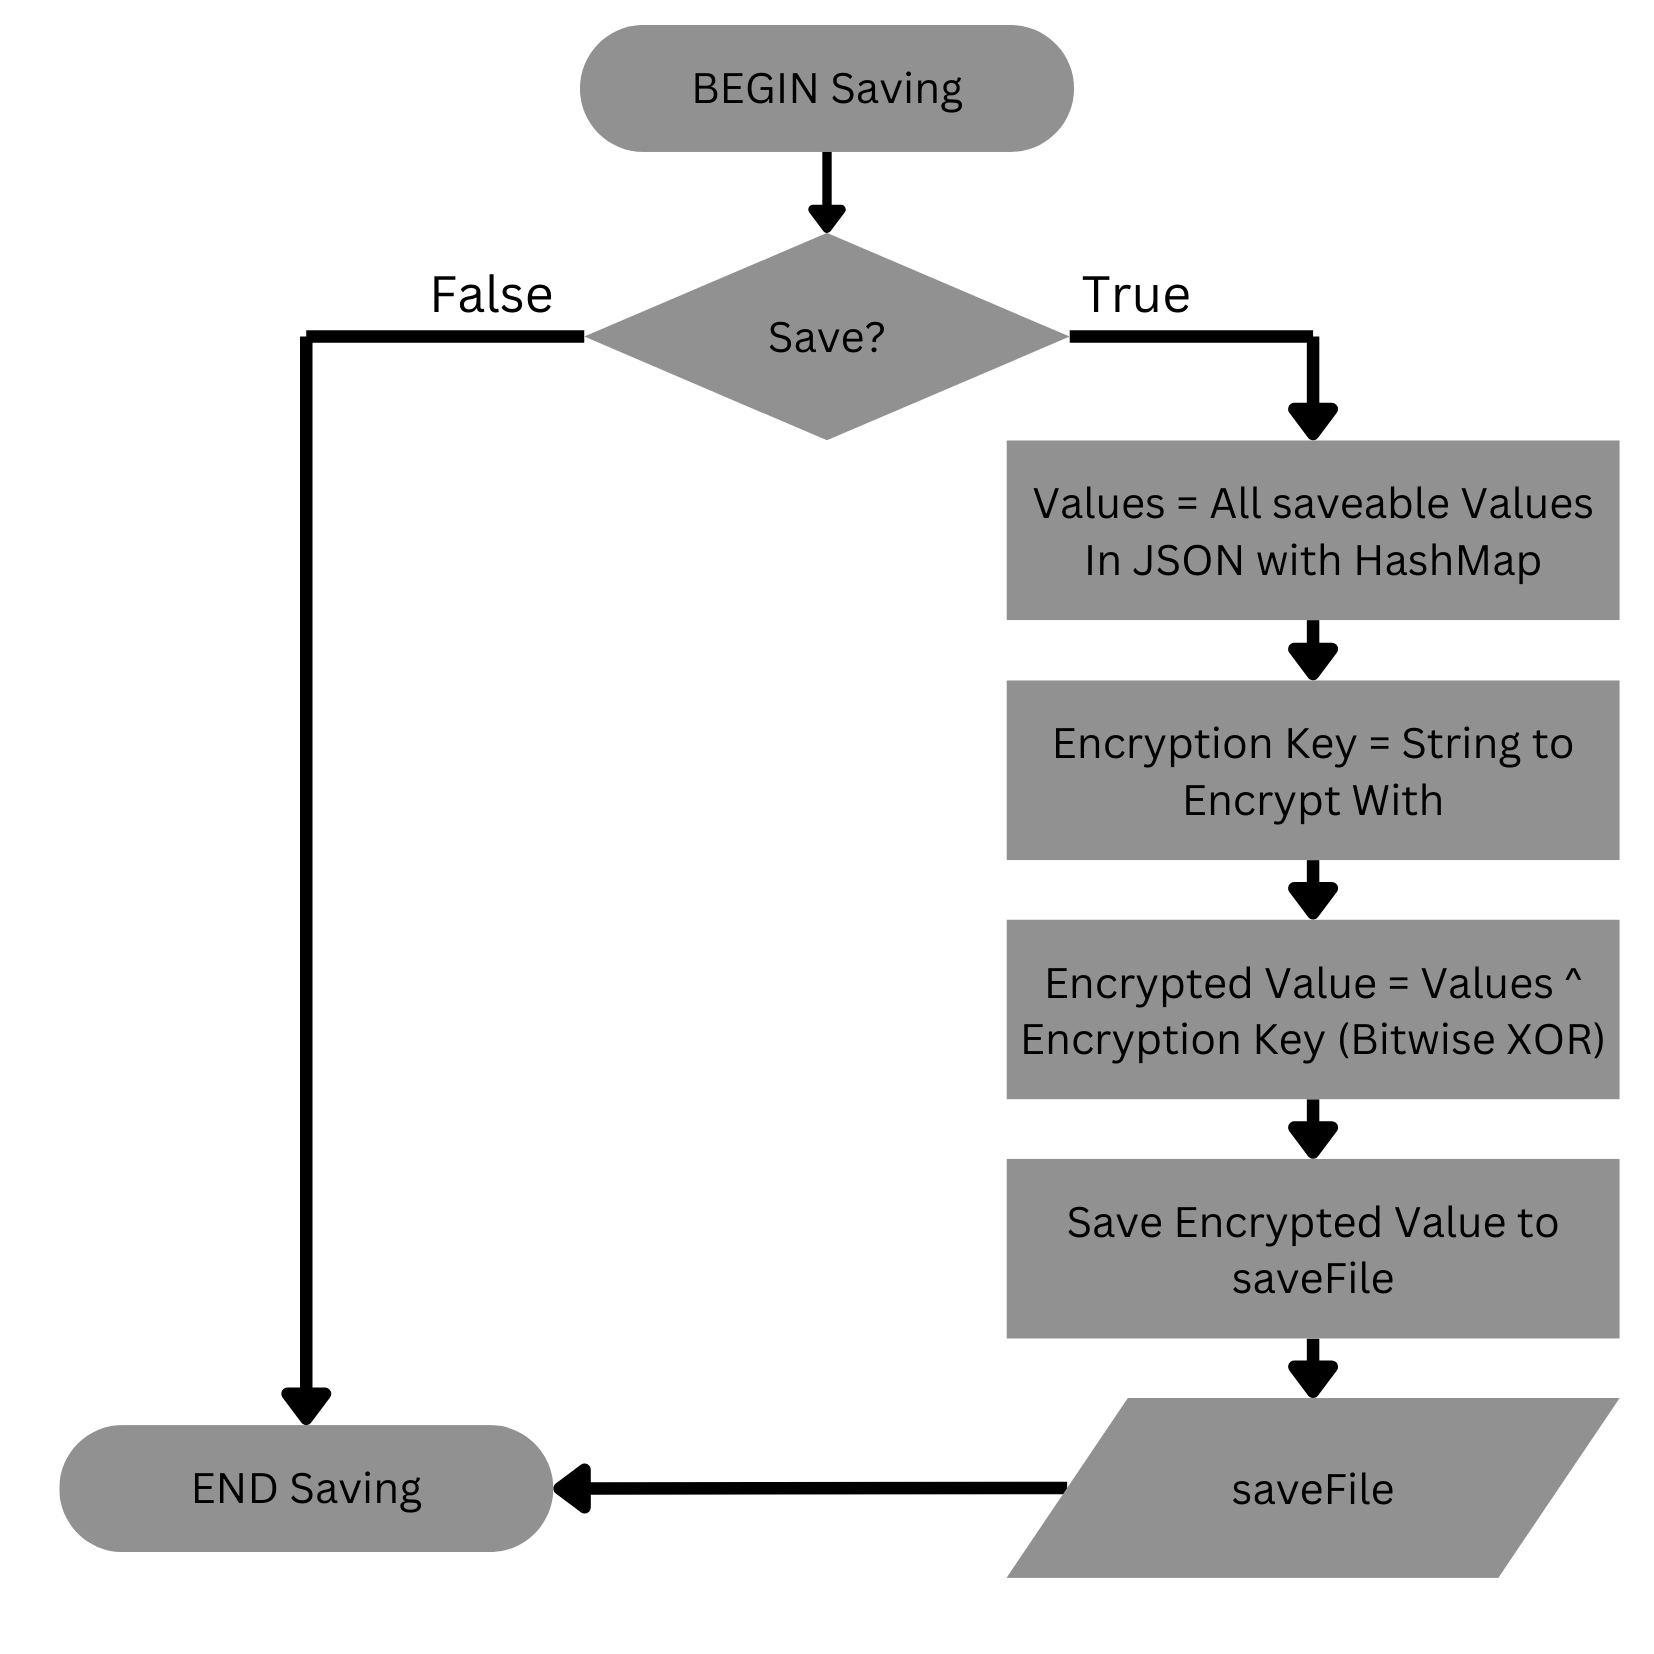 BEGIN Saving
False
True
Save?
Values = All saveable Values
In JSON with HashMap
Encryption Key = String to
Encrypt With
Encrypted Value = Values ^
Encryption Key (Bitwise XOR)
Save Encrypted Value to
saveFile
END Saving
saveFile